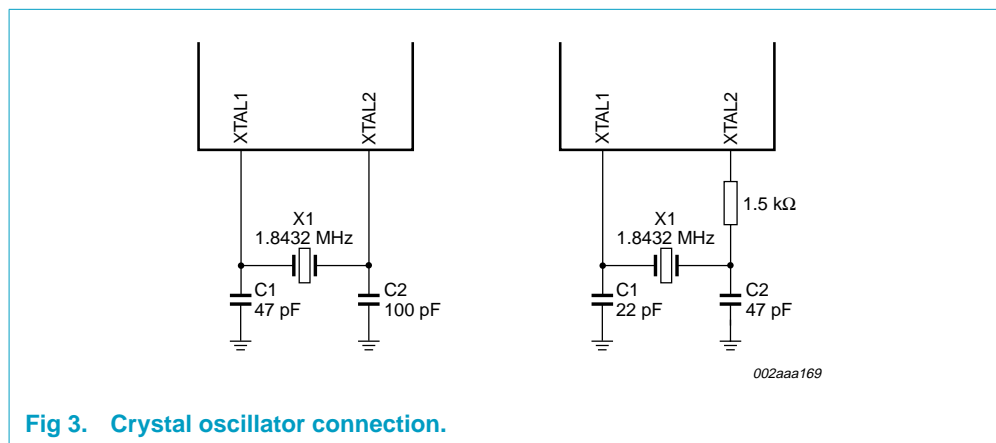 XTAL1
XTAL2
X1
1.8432 MHz
C1
47 pF
C2
100 pF
XTAL1
XTAL2
1.5 kΩ
X1
1.8432 MHz
C1
22 pF
C2
47 pF
002aaa169
Fig 3. Crystal oscillator connection.